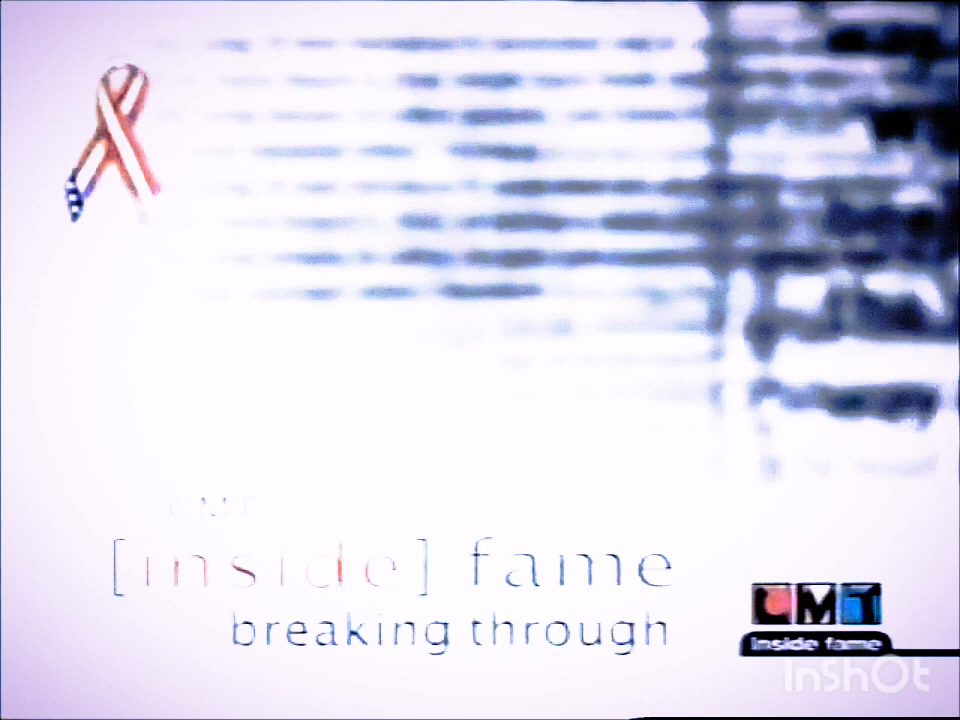 CMT
[inside] fame
breaking through
CMT
Inside fame
InShOt